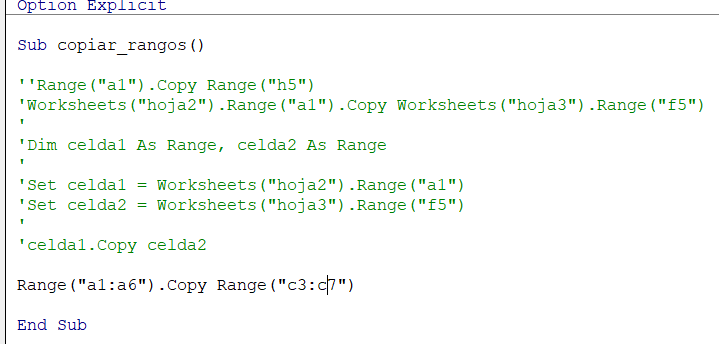 Option Explicit
Sub copiar_rangos()
''Range("a1").Copy Range("h5")
'Worksheets("hoja2").Range("a1").Copy Worksheets("hoja3").Range("f5")
'
'Dim celda1 As Range, celda2 As Range
'
'Set celda1 = Worksheets("hoja2").Range("a1")
'Set celda2 = Worksheets("hoja3").Range("f5")
'
'celda1.Copy celda2
Range("a1:a6").Copy Range("c3:c7")
End Sub